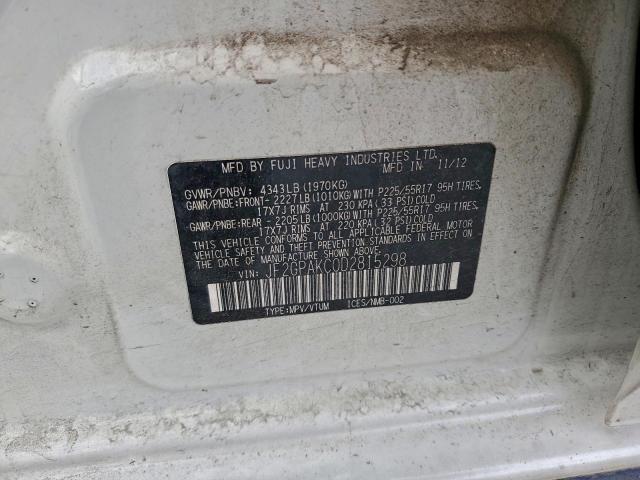 MFD BY FUJI HEAVY INDUSTRIES LTD. 11/12
GVWR/PNBV: 4343LB(1970KG)
GAWR/PNBE:FRONT- 2227LB(1010KG)WITH P225/55R17 95H TIRES,
17X7J RIMS AT 230 KPA(33 PSI)COLD
GAWR/PNBE:REAR - 2205LB(1000KG)WITH P225/55R17 95H TIRES,
17X7J RIMS AT 220 KPA(32 PSI)COLD
THIS VEHICLE CONFORMS TO ALL APPLICABLE FEDERAL MOTOR
VEHICLE SAFETY AND THEFT PREVENTION STANDARDS IN EFFECT
ON THE DATE OF MANUFACTURE SHOWN ABOVE.
VIN: JF2GPAKC0D2815298
TYPE:MPV/VTUM ICES/NMB-002